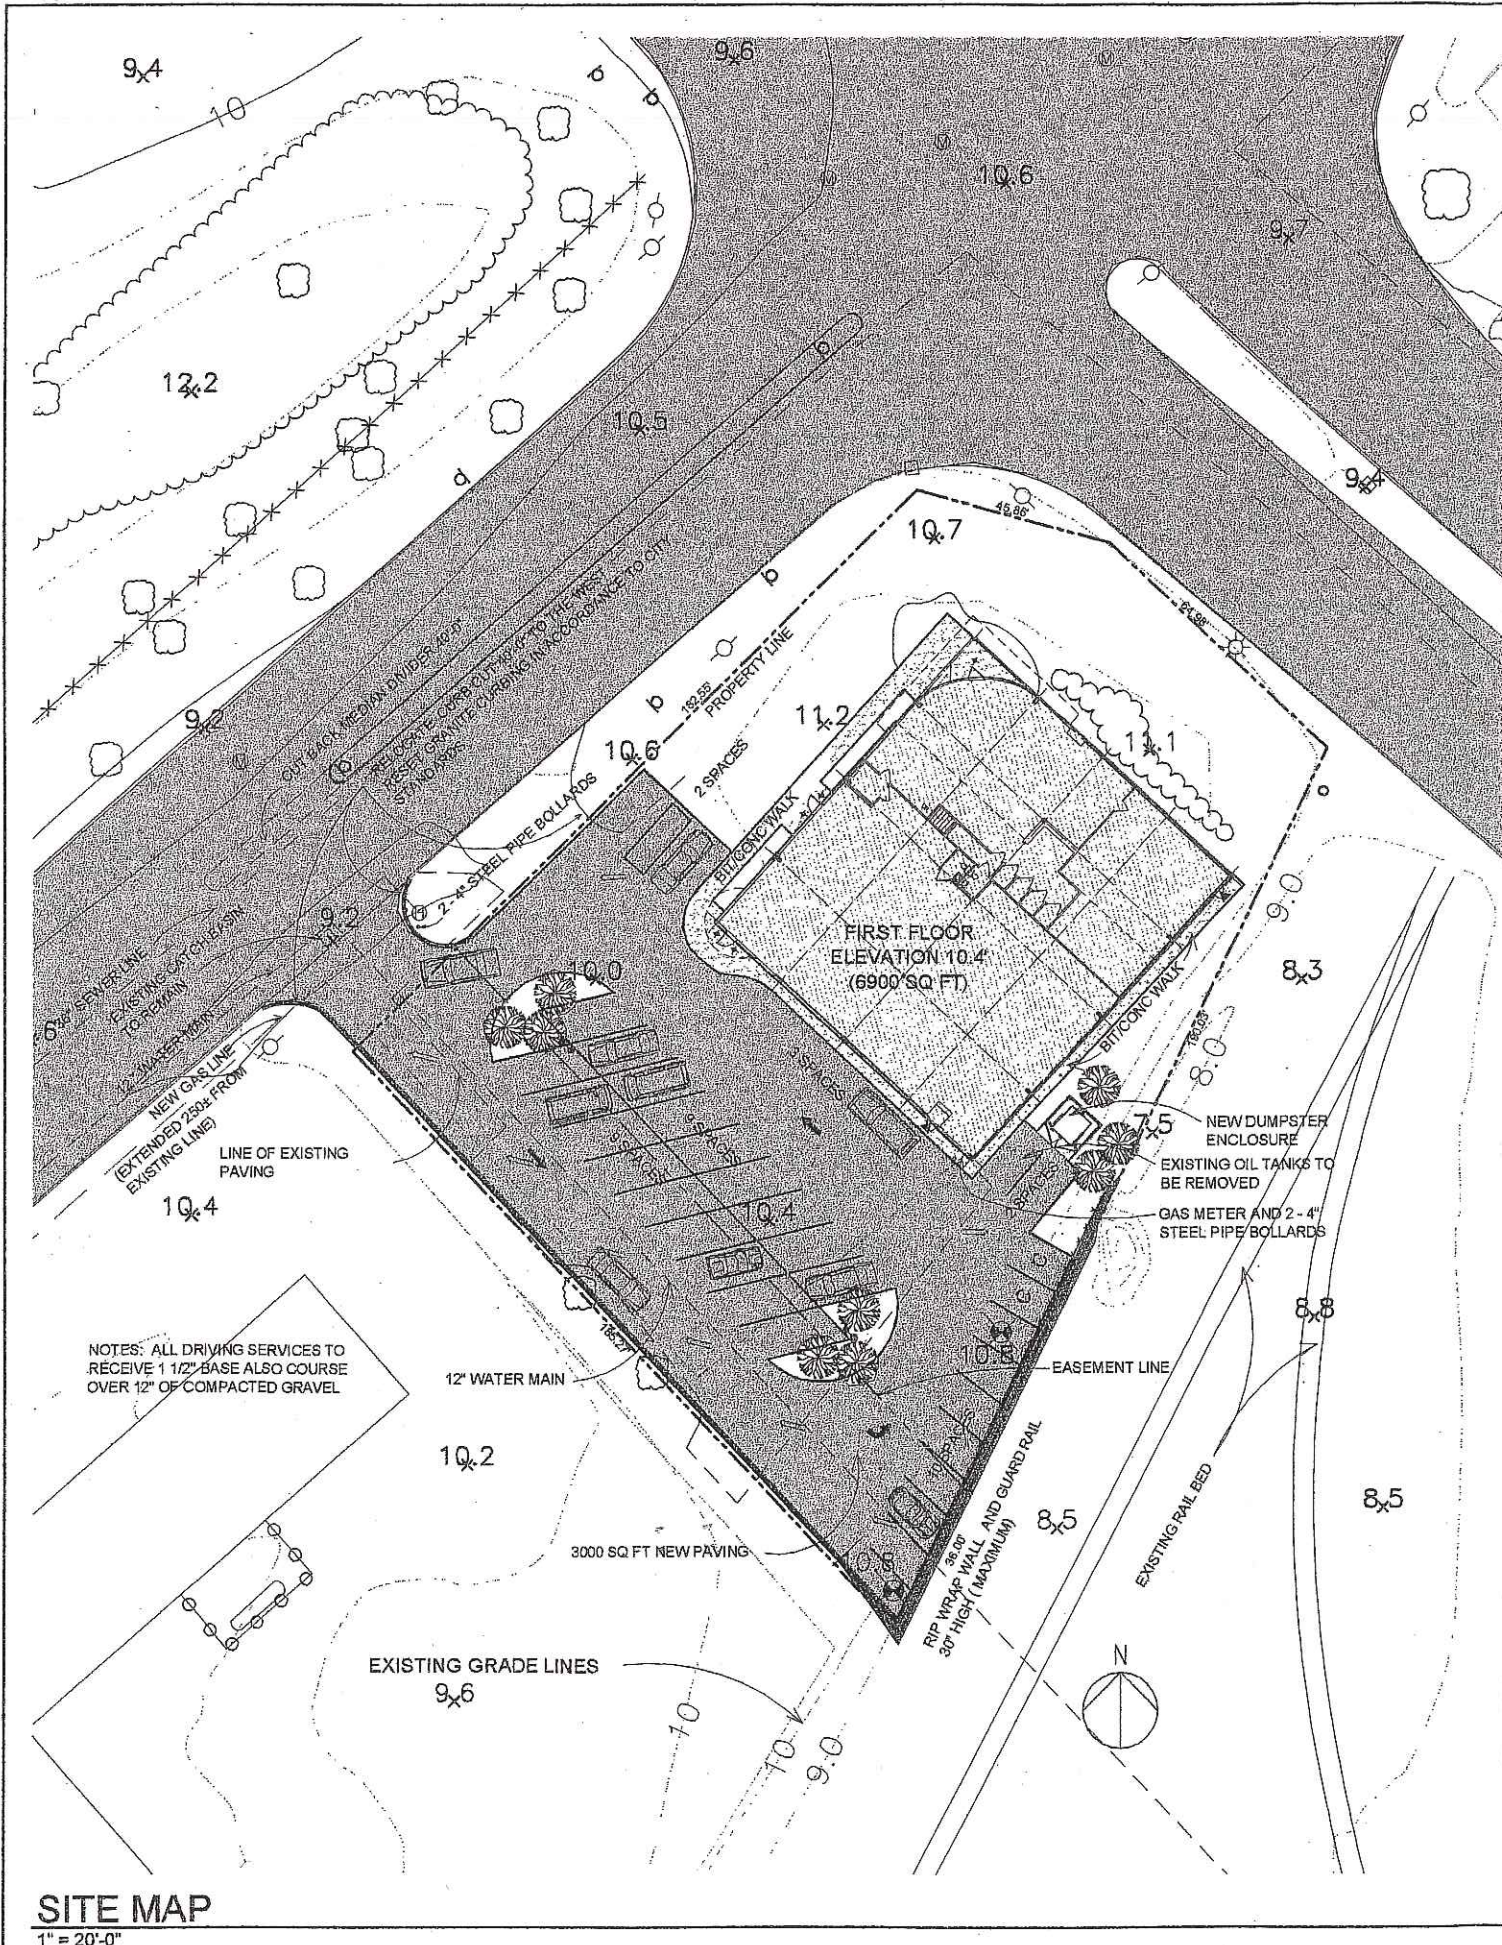 9.4
10
9.6
10.6
9.7
12.2
10.5
9.4
45.86'
10.7
64.98'
CUT BACK MEDIAN DIVIDER 40'-0"
RELOCATE CURB CUT 40'-0" TO THE WEST
RESET GRANITE CURBING IN ACCORDANCE TO CITY
STANDARDS
182.55'
PROPERTY LINE
9.2
10.6
11.2
11.1
2 SPACES
2 - 4" STEEL PIPE BOLLARDS
BIT/CONC WALK
9.2
SEWER LINE
EXISTING CATCH BASIN
TO REMAIN
12" WATER MAIN
NEW GAS LINE
(EXTENDED 250± FROM
EXISTING LINE)
10.0
FIRST FLOOR
ELEVATION 10.4'
(6900 SQ FT)
9.0
8.3
BIT/CONC WALK
8.0
3 SPACES
9 SPACES
9 SPACES
LINE OF EXISTING
PAVING
10.4
10.4
7.5
NEW DUMPSTER
ENCLOSURE
EXISTING OIL TANKS TO
BE REMOVED
SPACES
GAS METER AND 2 - 4"
STEEL PIPE BOLLARDS
C
C
C
8.8
NOTES: ALL DRIVING SERVICES TO
RECEIVE 1 1/2" BASE ALSO COURSE
OVER 12" OF COMPACTED GRAVEL
12" WATER MAIN
EASEMENT LINE
10.2
10 SPACES
36.00'
RIP WRAP WALL AND GUARD RAIL
30" HIGH (MAXIMUM)
8.5
EXISTING RAIL BED
8.5
3000 SQ FT NEW PAVING
EXISTING GRADE LINES
9.6
10
10
9.0
N
SITE MAP
1" = 20'-0"